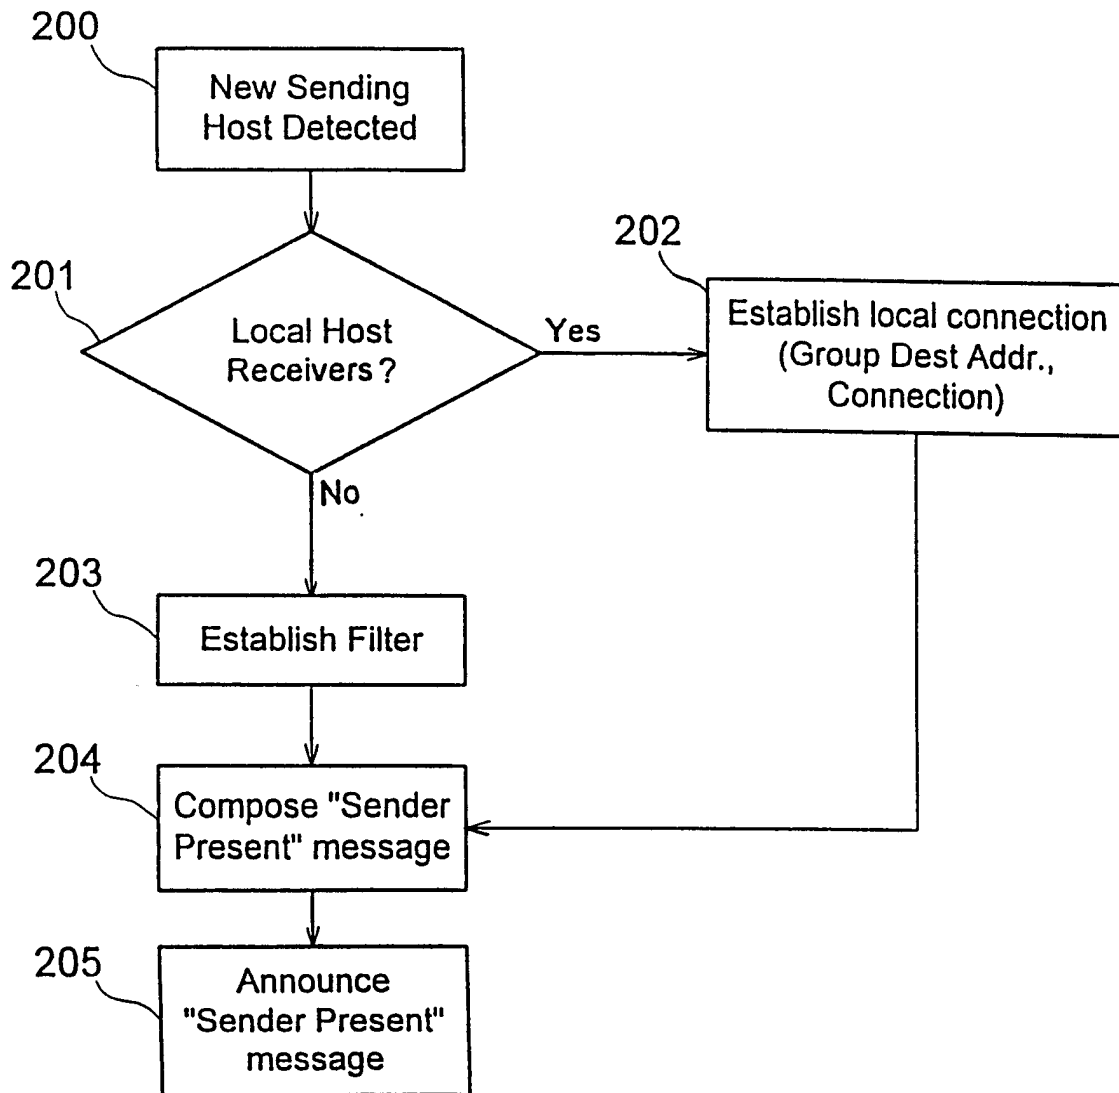 200
New Sending
Host Detected
201
Local Host
Receivers?
Yes
202
Establish local connection
(Group Dest Addr.,
Connection)
No
203
Establish Filter
204
Compose "Sender
Present" message
205
Announce
"Sender Present"
message